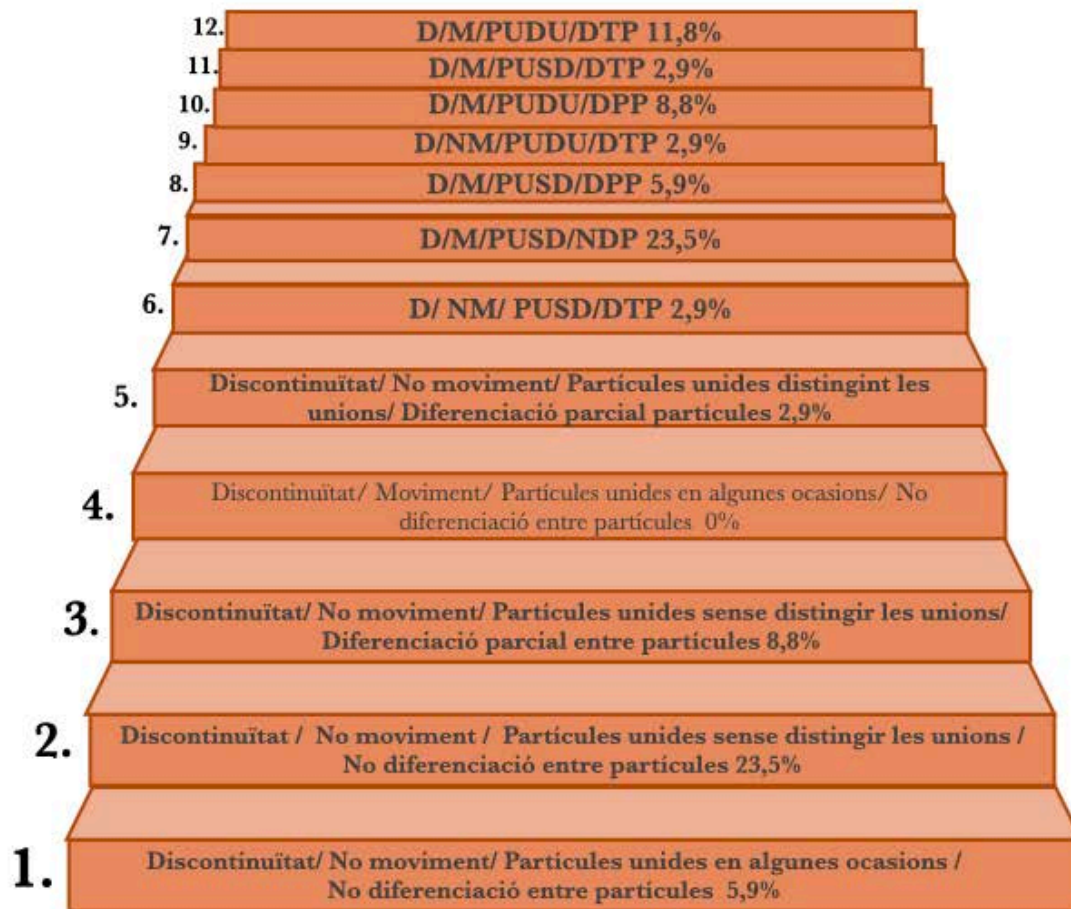 12. D/M/PUDU/DTP 11,8%
11. D/M/PUSD/DTP 2,9%
10. D/M/PUDU/DPP 8,8%
9. D/NM/PUDU/DTP 2,9%
8. D/M/PUSD/DPP 5,9%
7. D/M/PUSD/NDP 23,5%
6. D/ NM/ PUSD/DTP 2,9%
5. Discontinuïtat/ No moviment/ Partícules unides distingint les
unions/ Diferenciació parcial partícules 2,9%
4. Discontinuïtat/ Moviment/ Partícules unides en algunes ocasions/ No
diferenciació entre partícules 0%
3. Discontinuïtat/ No moviment/ Partícules unides sense distingir les unions/
Diferenciació parcial entre partícules 8,8%
2. Discontinuïtat / No moviment / Partícules unides sense distingir les unions /
No diferenciació entre partícules 23,5%
1. Discontinuïtat/ No moviment/ Partícules unides en algunes ocasions /
No diferenciació entre partícules 5,9%